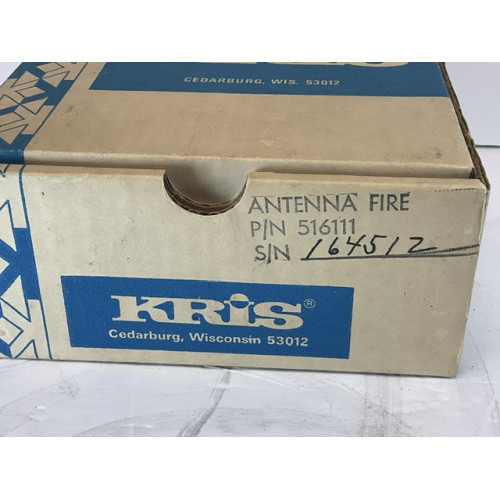 CEDARBURG, WIS. 53012
ANTENNA FIRE
P/N 516111
S/N 164512
KRIS®
Cedarburg, Wisconsin 53012